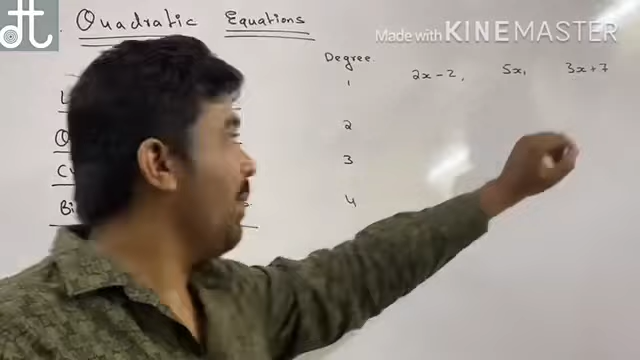 Quadratic Equations
Made with KINEMASTER
Degree
1 2x − 2, 5x, 3x + 7
2
3
4